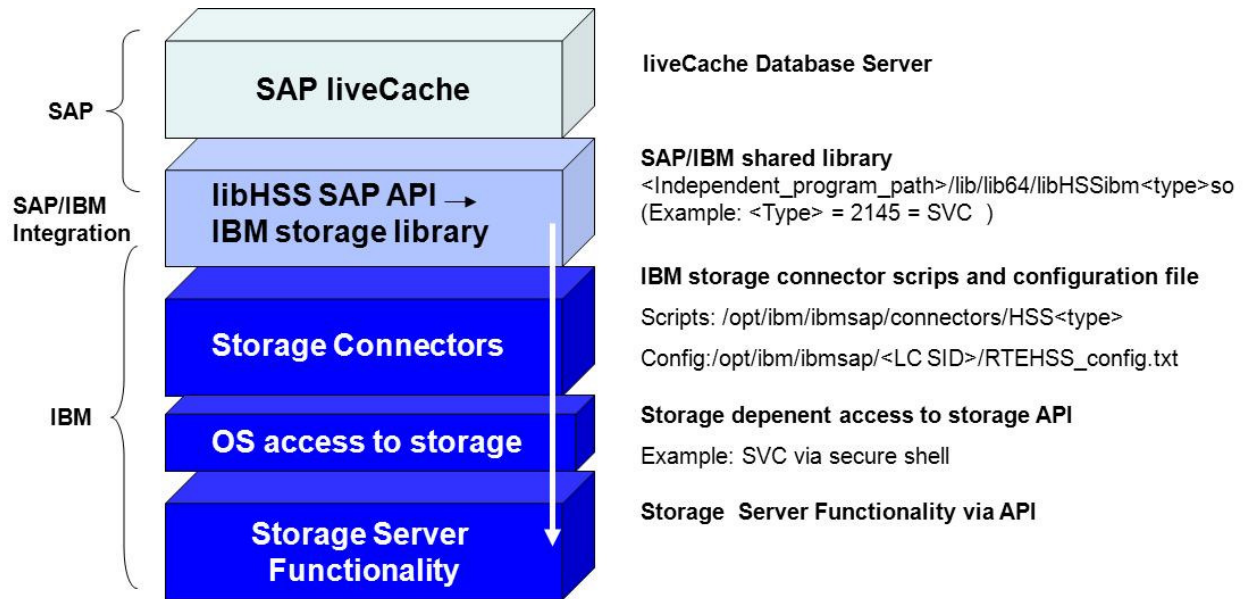 SAP
SAP/IBM
Integration
IBM
SAP liveCache
libHSS SAP API →
IBM storage library
Storage Connectors
OS access to storage
Storage Server
Functionality
liveCache Database Server
SAP/IBM shared library
<Independent_program_path>/lib/lib64/libHSSibm<type>so
(Example: <Type> = 2145 = SVC )
IBM storage connector scrips and configuration file
Scripts: /opt/ibm/ibmsap/connectors/HSS<type>
Config:/opt/ibm/ibmsap/<LC SID>/RTEHSS_config.txt
Storage depenent access to storage API
Example: SVC via secure shell
Storage Server Functionality via API